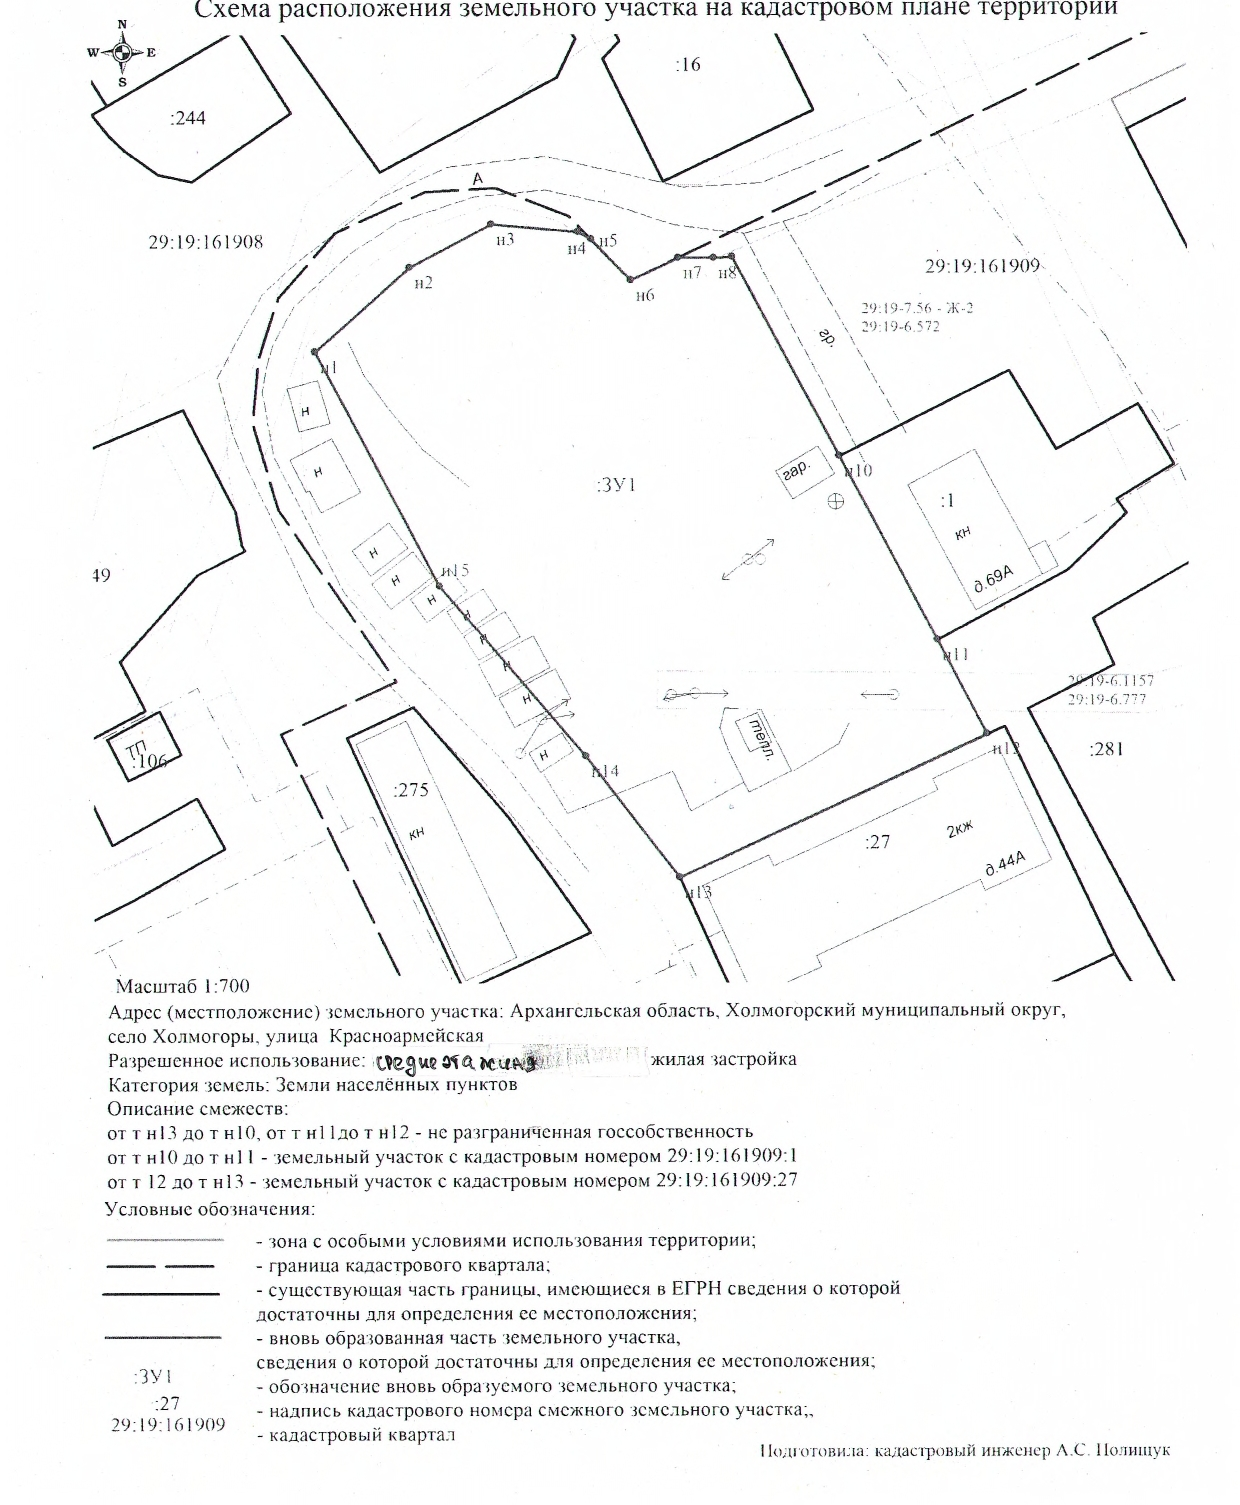 Схема расположения земельного участка на кадастровом плане территории
N
W E
S
:244
:16
А
29:19:161908
н3
н4 н5
н2
н6
н7 н8
29:19:161909
29:19-7.56 - Ж-2
29:19-6.572
гр.
н1
н
н
:ЗУ1
гар.
н10
:1
кн
д.69А
49
н
н
н15
н
н
н
н
н
н
н11
29:19-6.1157
29:19-6.777
ТП
:106
тепл.
н12
:281
н14
:275
кн
:27
2кж
д.44А
н13
Масштаб 1:700
Адрес (местположение) земельного участка: Архангельская область, Холмогорский муниципальный округ,
село Холмогоры, улица Красноармейская
Разрешенное использование: среднеэтажная жилая застройка
Категория земель: Земли населённых пунктов
Описание смежеств:
от т н13 до т н10, от т н11до т н12 - не разграниченная госсобственность
от т н10 до т н11 - земельный участок с кадастровым номером 29:19:161909:1
от т 12 до т н13 - земельный участок с кадастровым номером 29:19:161909:27
Условные обозначения:
- зона с особыми условиями использования территории;
- граница кадастрового квартала;
- существующая часть границы, имеющиеся в ЕГРН сведения о которой
достаточны для определения ее местоположения;
- вновь образованная часть земельного участка,
сведения о которой достаточны для определения ее местоположения;
:ЗУ1 - обозначение вновь образуемого земельного участка;
:27 - надпись кадастрового номера смежного земельного участка;,
29:19:161909 - кадастровый квартал
Подготовила: кадастровый инженер А.С. Полищук